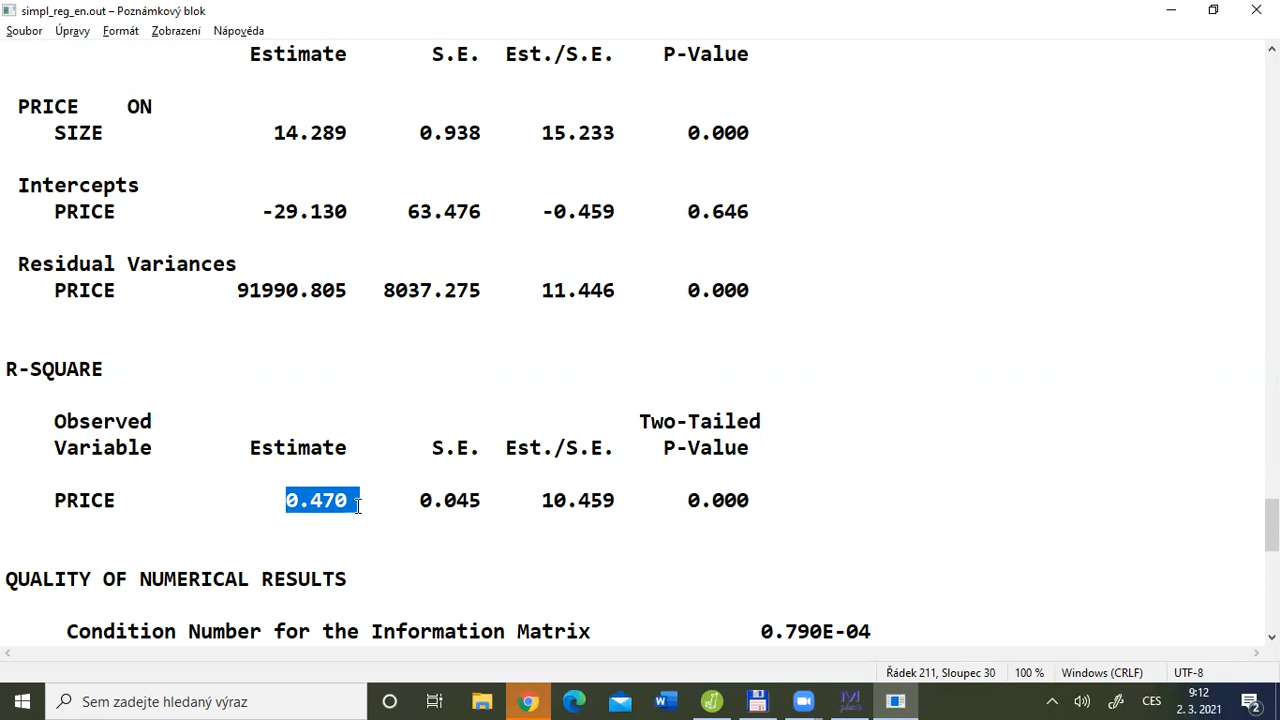 simpl_reg_en.out – Poznámkový blok
Soubor Úpravy Formát Zobrazení Nápověda
Estimate S.E. Est./S.E. P-Value
PRICE ON
SIZE 14.289 0.938 15.233 0.000
Intercepts
PRICE -29.130 63.476 -0.459 0.646
Residual Variances
PRICE 91990.805 8037.275 11.446 0.000
R-SQUARE
Observed Two-Tailed
Variable Estimate S.E. Est./S.E. P-Value
PRICE 0.470 0.045 10.459 0.000
QUALITY OF NUMERICAL RESULTS
Condition Number for the Information Matrix 0.790E-04
Řádek 211, Sloupec 30 100 % Windows (CRLF) UTF-8
Sem zadejte hledaný výraz
CES
9:12
2. 3. 2021
2